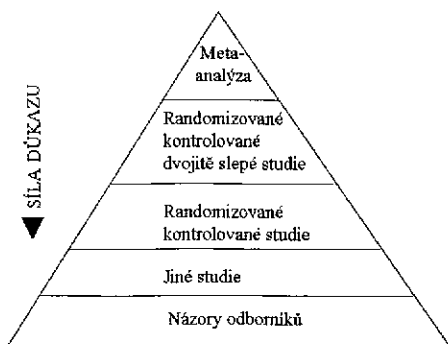 Meta-
analýza
Randomizované
kontrolované
dvojitě slepé studie
SÍLA DŮKAZU
Randomizované
kontrolované studie
Jiné studie
Názory odborníků